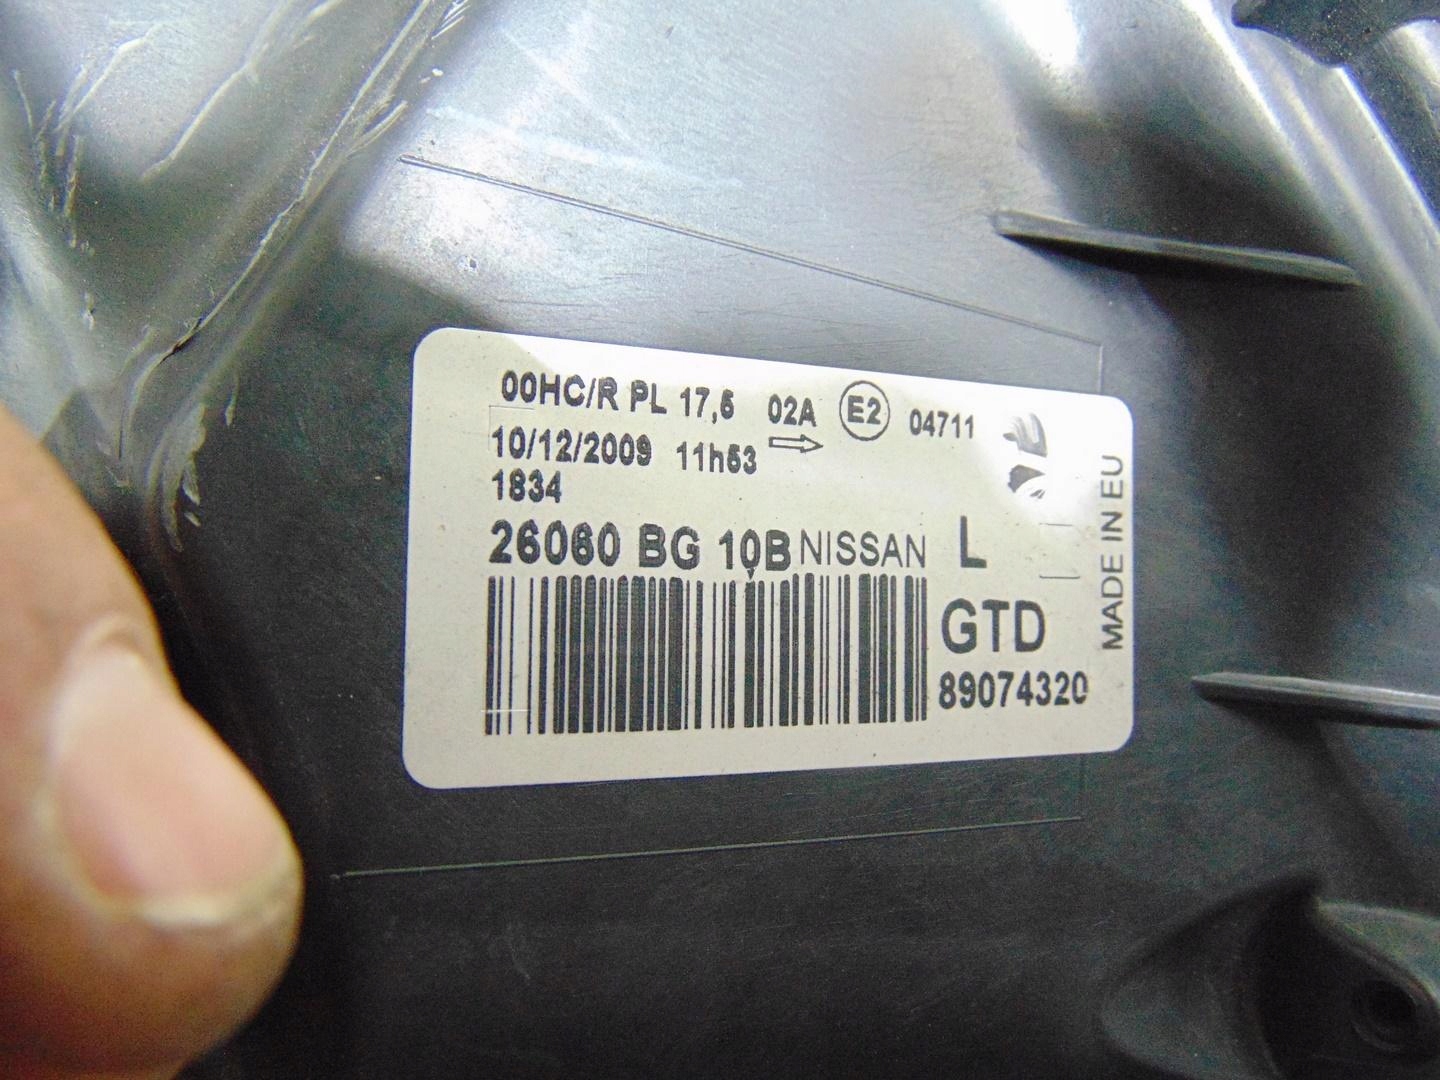 00HC/R PL 17,5 02A E2 04711
10/12/2009 11h53
1834
26060 BG 10B NISSAN L
GTD
89074320
MADE IN EU